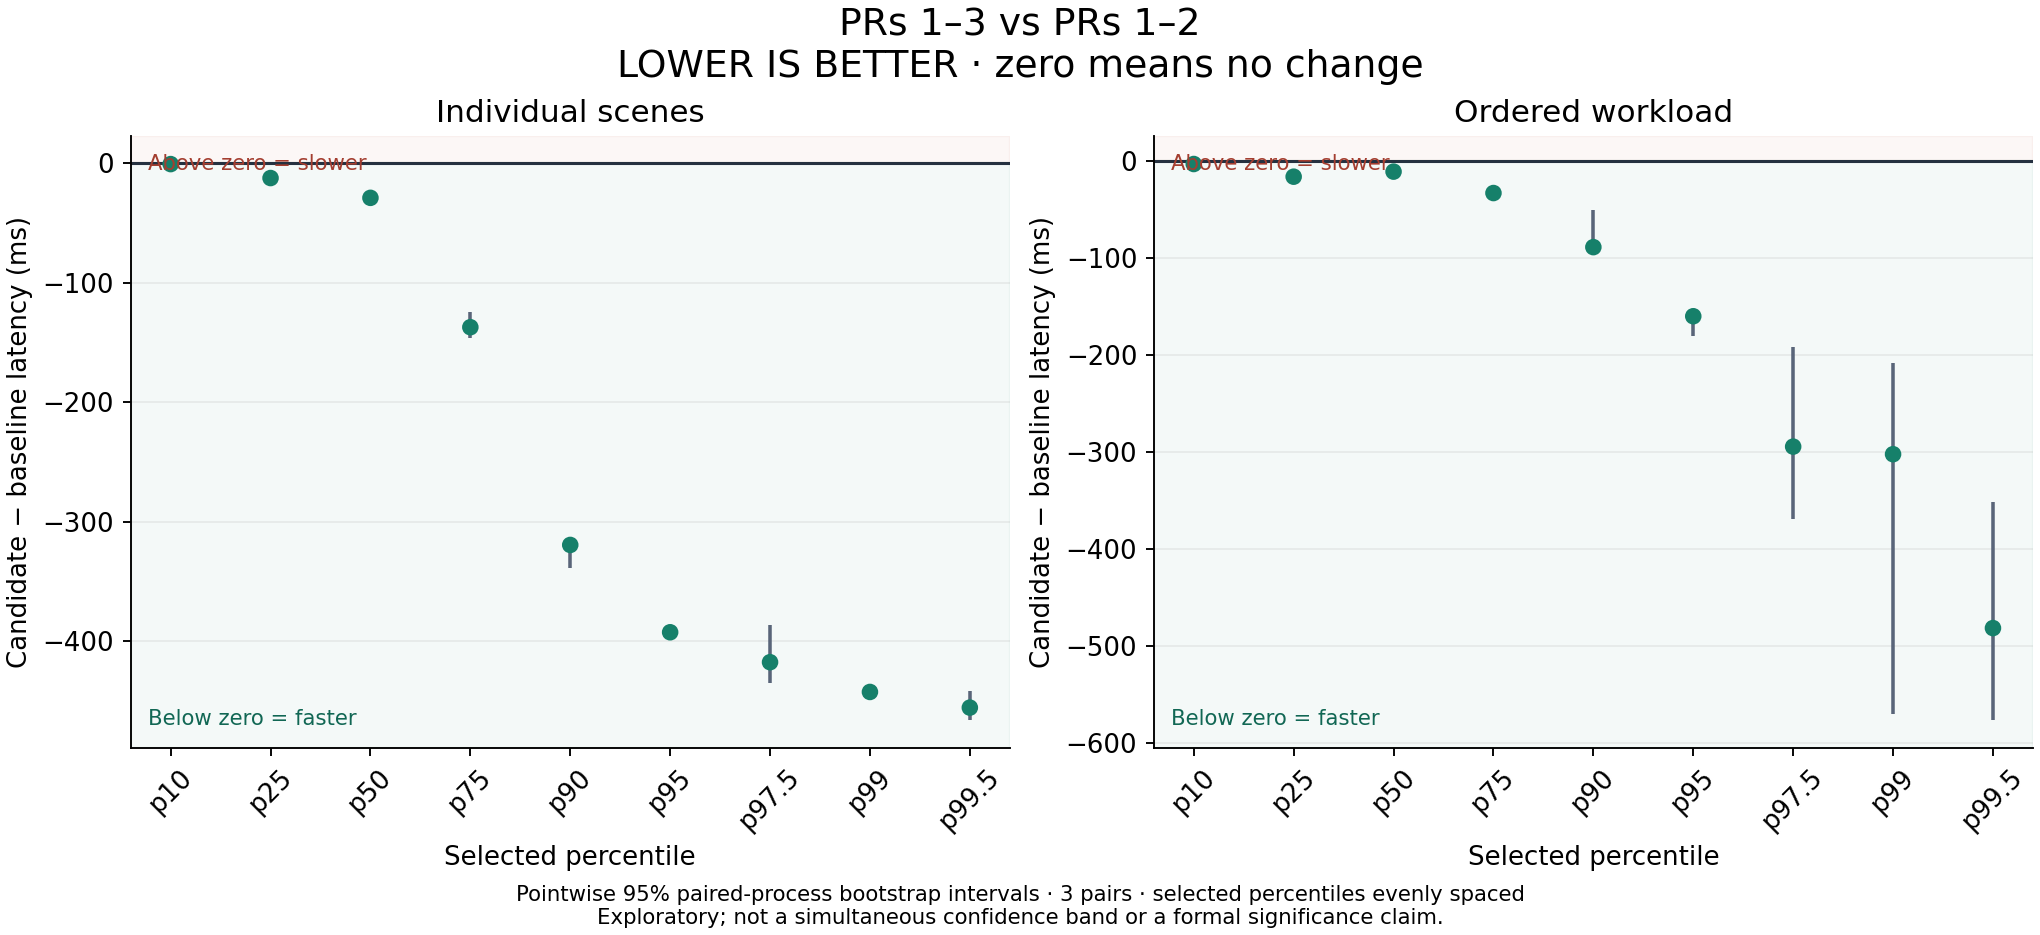 PRs 1–3 vs PRs 1–2
LOWER IS BETTER · zero means no change
Individual scenes
Candidate − baseline latency (ms)
0
−100
−200
−300
−400
Above zero = slower
Below zero = faster
p10
p25
p50
p75
p90
p95
p97.5
p99
p99.5
Selected percentile
Ordered workload
Candidate − baseline latency (ms)
0
−100
−200
−300
−400
−500
−600
Above zero = slower
Below zero = faster
p10
p25
p50
p75
p90
p95
p97.5
p99
p99.5
Selected percentile
Pointwise 95% paired-process bootstrap intervals · 3 pairs · selected percentiles evenly spaced
Exploratory; not a simultaneous confidence band or a formal significance claim.